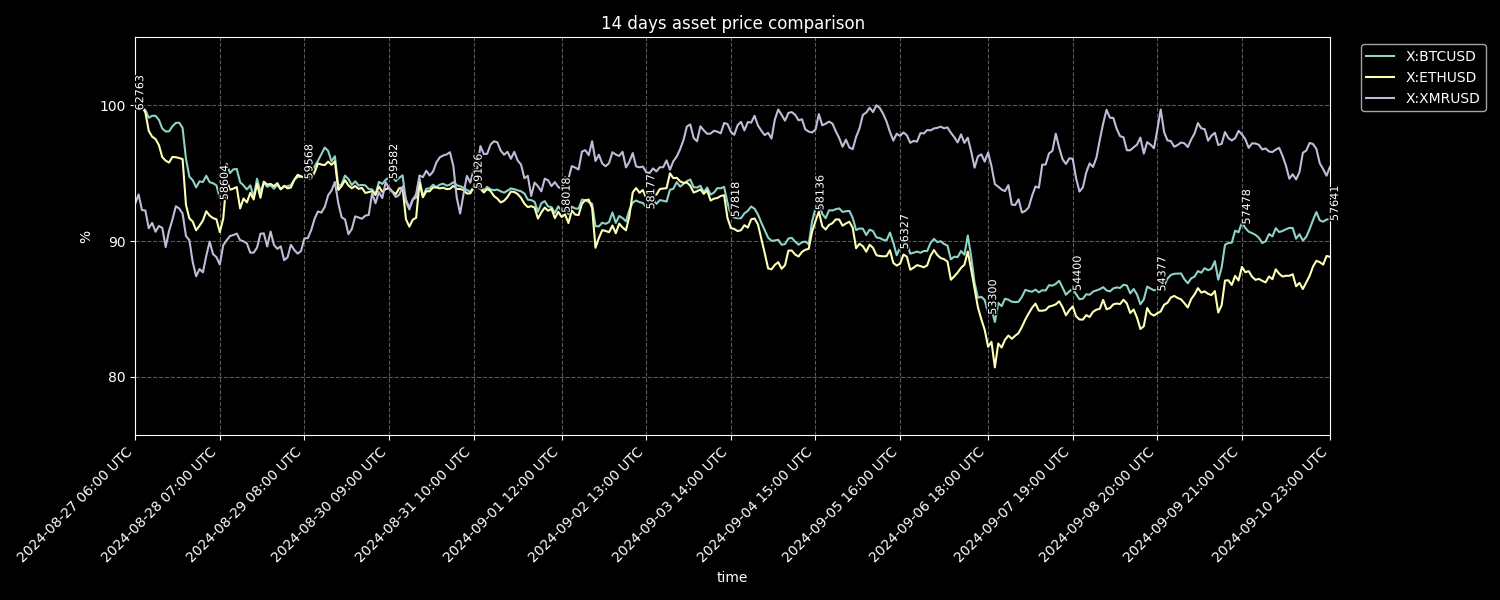 14 days asset price comparison
X:BTCUSD
X:ETHUSD
X:XMRUSD
100
90
80
%
62763
58604
59568
59582
59126
58018
58177
57818
58136
56327
53300
54400
54377
57478
57641
2024-08-27 06:00 UTC
2024-08-28 07:00 UTC
2024-08-29 08:00 UTC
2024-08-30 09:00 UTC
2024-08-31 10:00 UTC
2024-09-01 12:00 UTC
2024-09-02 13:00 UTC
2024-09-03 14:00 UTC
2024-09-04 15:00 UTC
2024-09-05 16:00 UTC
2024-09-06 18:00 UTC
2024-09-07 19:00 UTC
2024-09-08 20:00 UTC
2024-09-09 21:00 UTC
2024-09-10 23:00 UTC
time